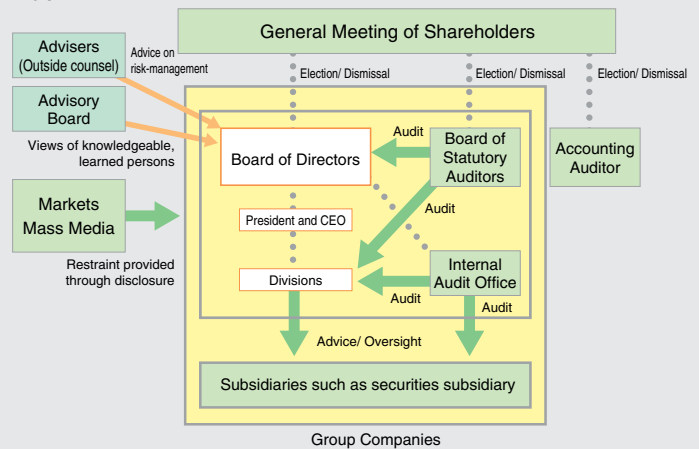 General Meeting of Shareholders
Advisers
(Outside counsel)
Advice on
risk-management
Election/ Dismissal
Election/ Dismissal
Election/ Dismissal
Advisory
Board
Views of knowledgeable,
learned persons
Board of Directors
Audit
Board of
Statutory
Auditors
Accounting
Auditor
Markets
Mass Media
Restraint provided
through disclosure
President and CEO
Audit
Divisions
Audit
Internal
Audit Office
Audit
Advice/ Oversight
Subsidiaries such as securities subsidiary
Group Companies